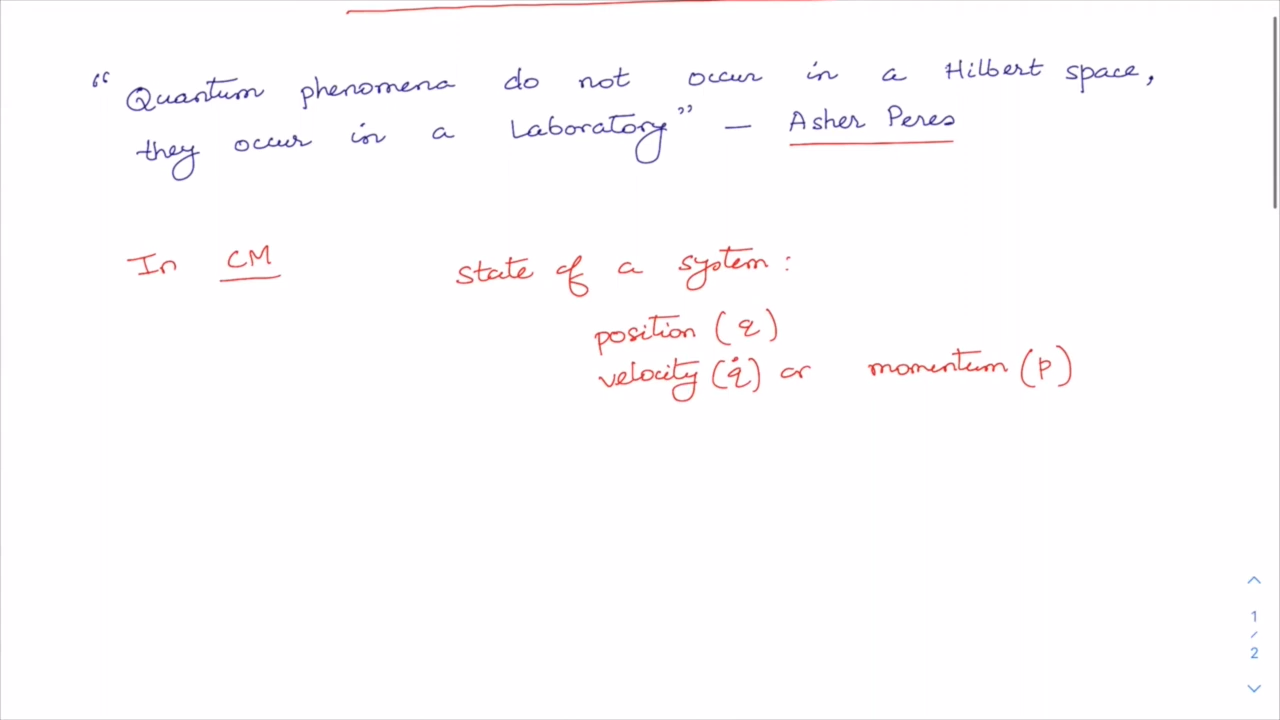 “Quantum phenomena do not occur in a Hilbert space,
they occur in a Laboratory” — Asher Peres
In CM state of a system:
position (q)
velocity (q̇) or momentum (p)
1
/
2